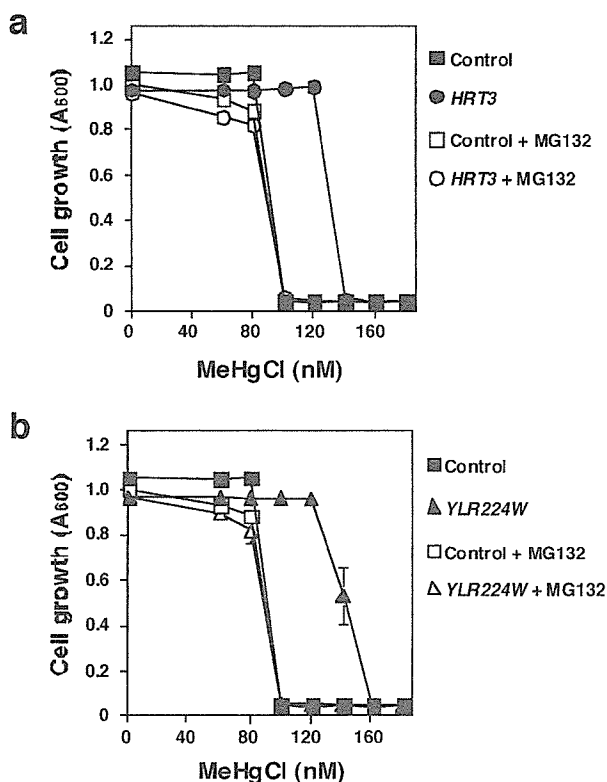 a
1.2
1.0
0.8
0.6
0.4
0.2
0
Cell growth (A600)
0 40 80 120 160
MeHgCl (nM)
Control
HRT3
Control + MG132
HRT3 + MG132
b
1.2
1.0
0.8
0.6
0.4
0.2
0
Cell growth (A600)
0 40 80 120 160
MeHgCl (nM)
Control
YLR224W
Control + MG132
YLR224W + MG132